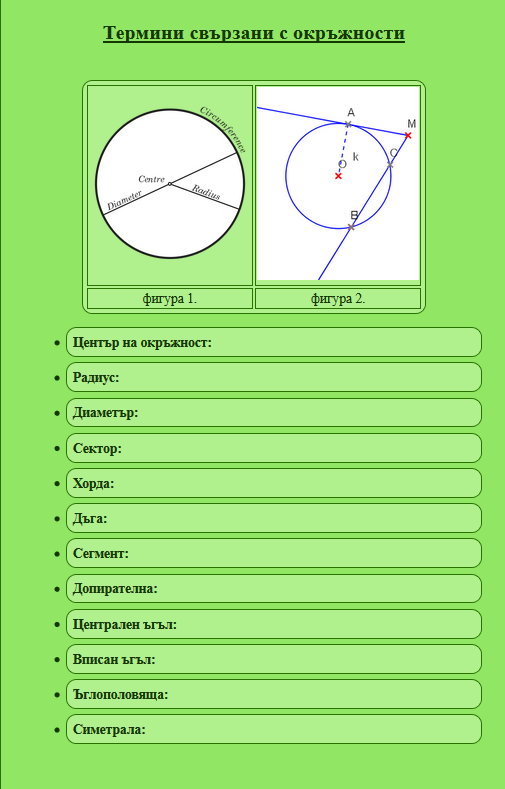 Термини свързани с окръжности
Circumference
Centre
Diameter
Radius
A
M
C
k
O
B
фигура 1.
фигура 2.
Център на окръжност:
Радиус:
Диаметър:
Сектор:
Хорда:
Дъга:
Сегмент:
Допирателна:
Централен ъгъл:
Вписан ъгъл:
Ъглополовяща:
Симетрала: